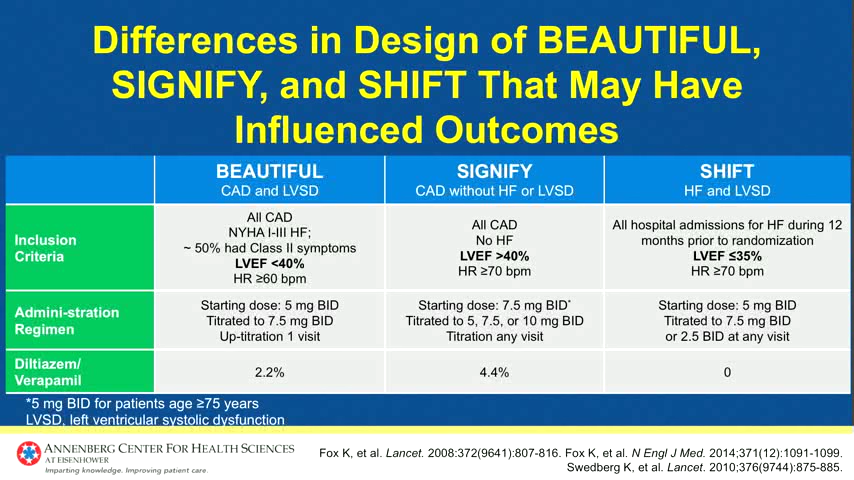 Differences in Design of BEAUTIFUL,
SIGNIFY, and SHIFT That May Have
Influenced Outcomes
BEAUTIFUL
CAD and LVSD
SIGNIFY
CAD without HF or LVSD
SHIFT
HF and LVSD
Inclusion
Criteria
All CAD
NYHA I-III HF;
~ 50% had Class II symptoms
LVEF <40%
HR ≥60 bpm
All CAD
No HF
LVEF >40%
HR ≥70 bpm
All hospital admissions for HF during 12
months prior to randomization
LVEF ≤35%
HR ≥70 bpm
Admini-stration
Regimen
Starting dose: 5 mg BID
Titrated to 7.5 mg BID
Up-titration 1 visit
Starting dose: 7.5 mg BID*
Titrated to 5, 7.5, or 10 mg BID
Titration any visit
Starting dose: 5 mg BID
Titrated to 7.5 mg BID
or 2.5 BID at any visit
Diltiazem/
Verapamil
2.2%
4.4%
0
*5 mg BID for patients age ≥75 years
LVSD, left ventricular systolic dysfunction
ANNENBERG CENTER FOR HEALTH SCIENCES
AT EISENHOWER
Imparting knowledge. Improving patient care.
Fox K, et al. Lancet. 2008:372(9641):807-816. Fox K, et al. N Engl J Med. 2014;371(12):1091-1099.
Swedberg K, et al. Lancet. 2010;376(9744):875-885.